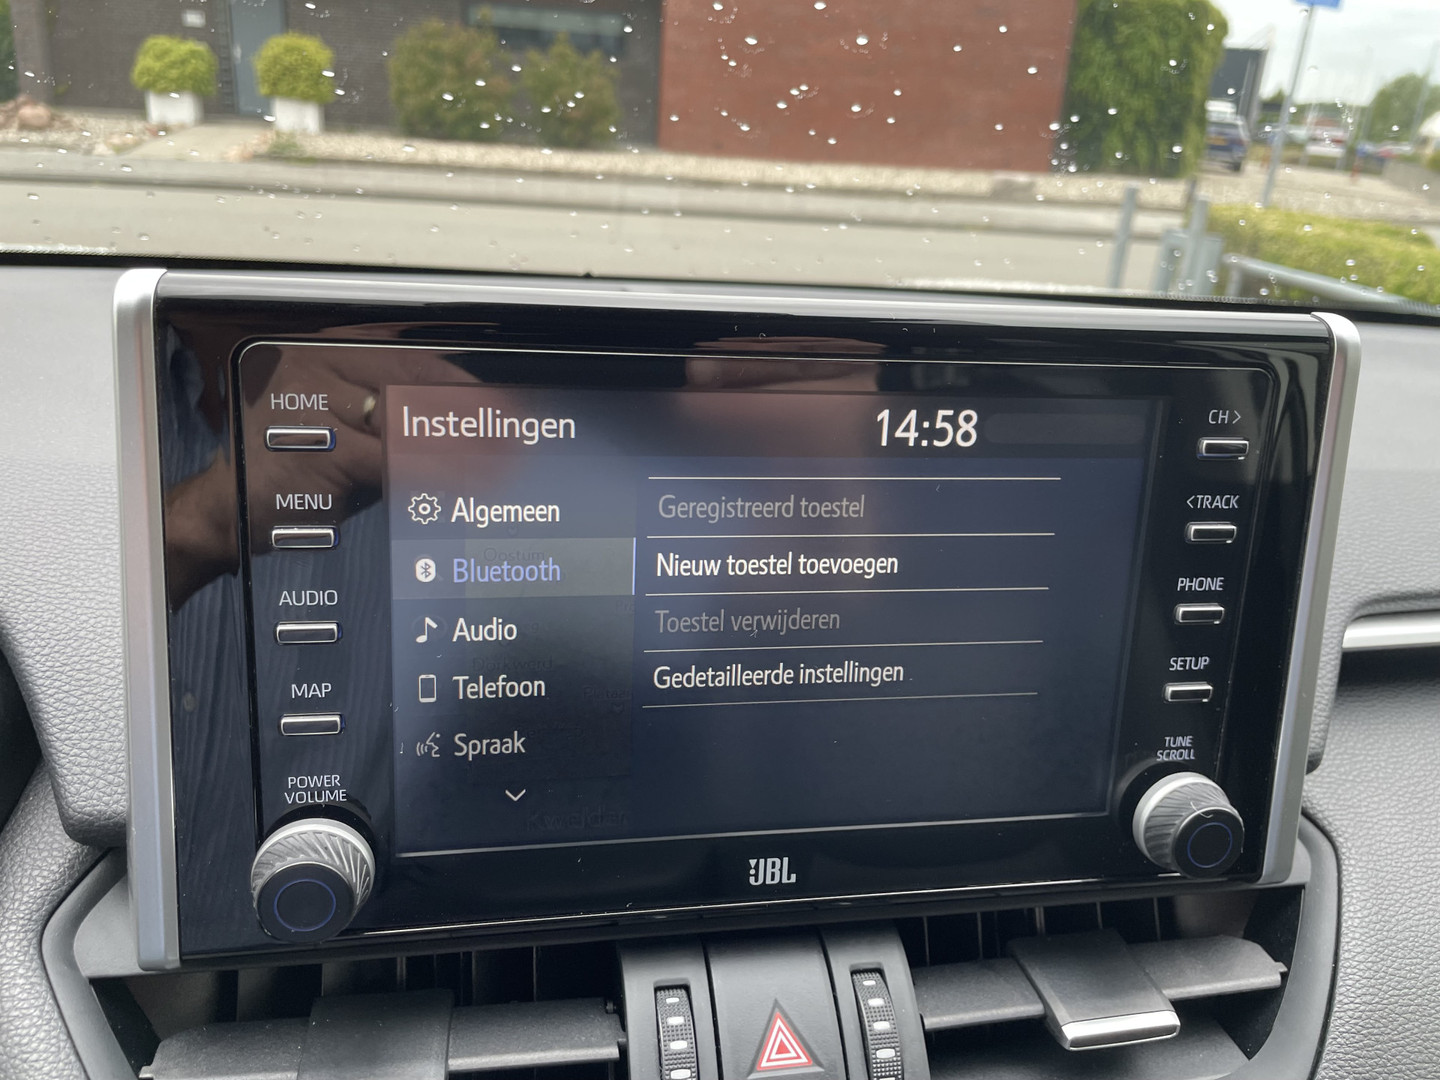 HOME
MENU
AUDIO
MAP
POWER
VOLUME
Instellingen
14:58
Algemeen
Bluetooth
Audio
Telefoon
Spraak
Geregistreerd toestel
Nieuw toestel toevoegen
Toestel verwijderen
Gedetailleerde instellingen
CH >
< TRACK
PHONE
SETUP
TUNE
SCROLL
JBL